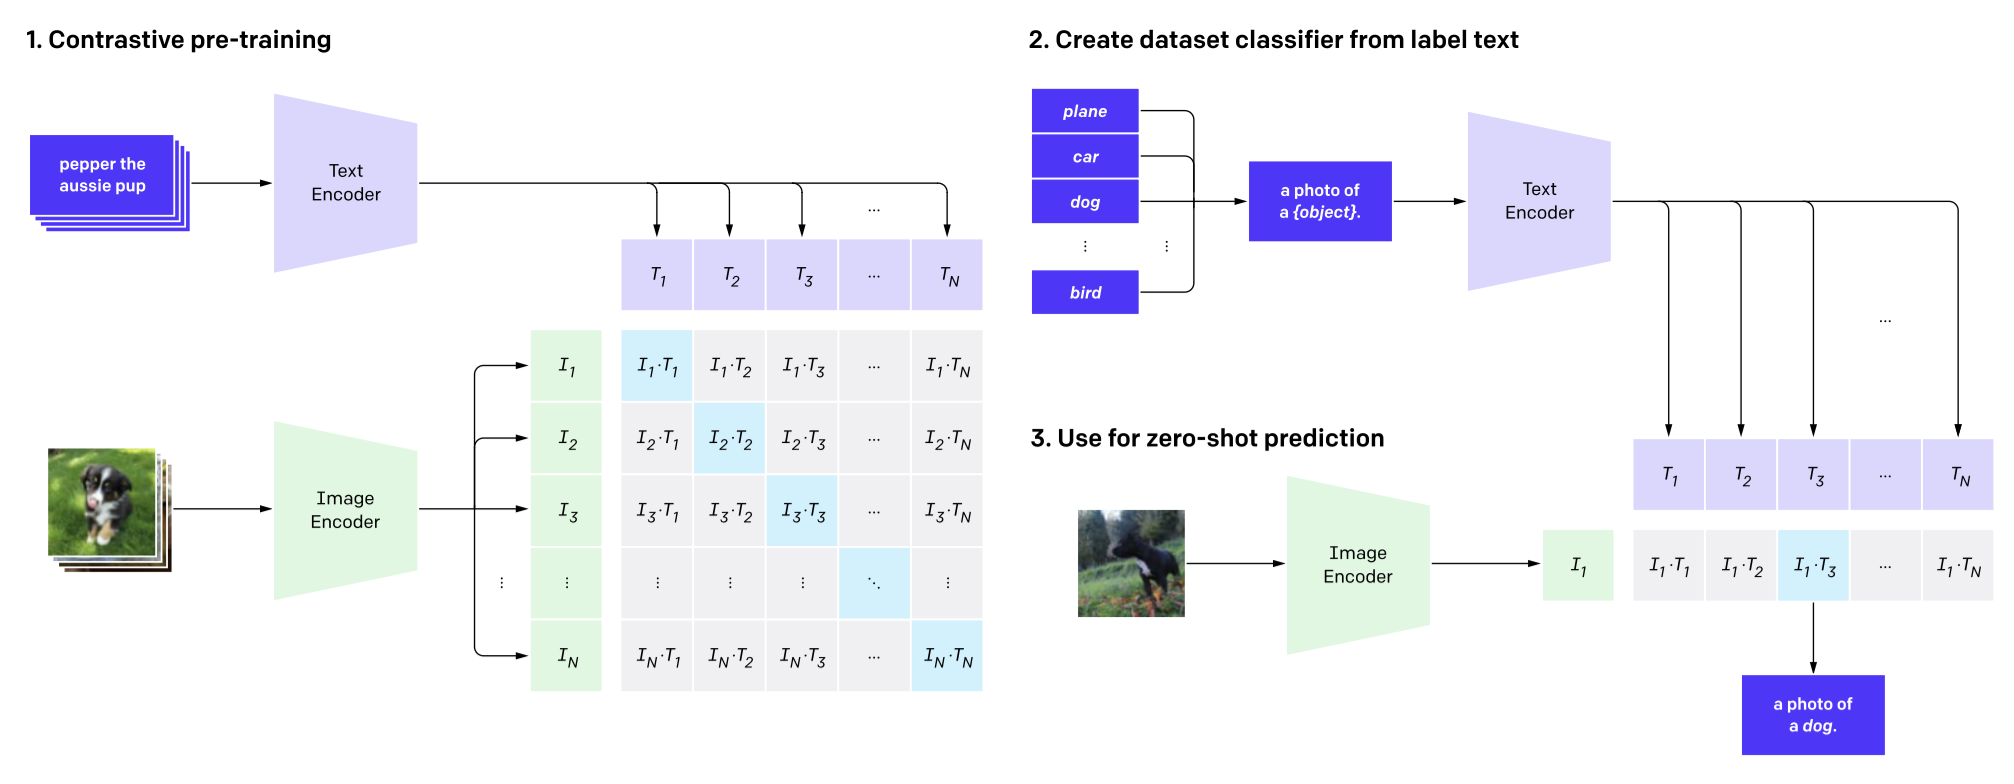 1. Contrastive pre-training
pepper the
aussie pup
Text
Encoder
...
T1 T2 T3 ... TN
Image
Encoder
I1 I1·T1 I1·T2 I1·T3 ... I1·TN
I2 I2·T1 I2·T2 I2·T3 ... I2·TN
I3 I3·T1 I3·T2 I3·T3 ... I3·TN
⋮ ⋮ ⋮ ⋮ ⋮ ⋱ ⋮
IN IN·T1 IN·T2 IN·T3 ... IN·TN
2. Create dataset classifier from label text
plane
car
dog
⋮ ⋮
bird
a photo of
a {object}.
Text
Encoder
...
T1 T2 T3 ... TN
3. Use for zero-shot prediction
Image
Encoder
I1 I1·T1 I1·T2 I1·T3 ... I1·TN
a photo of
a dog.